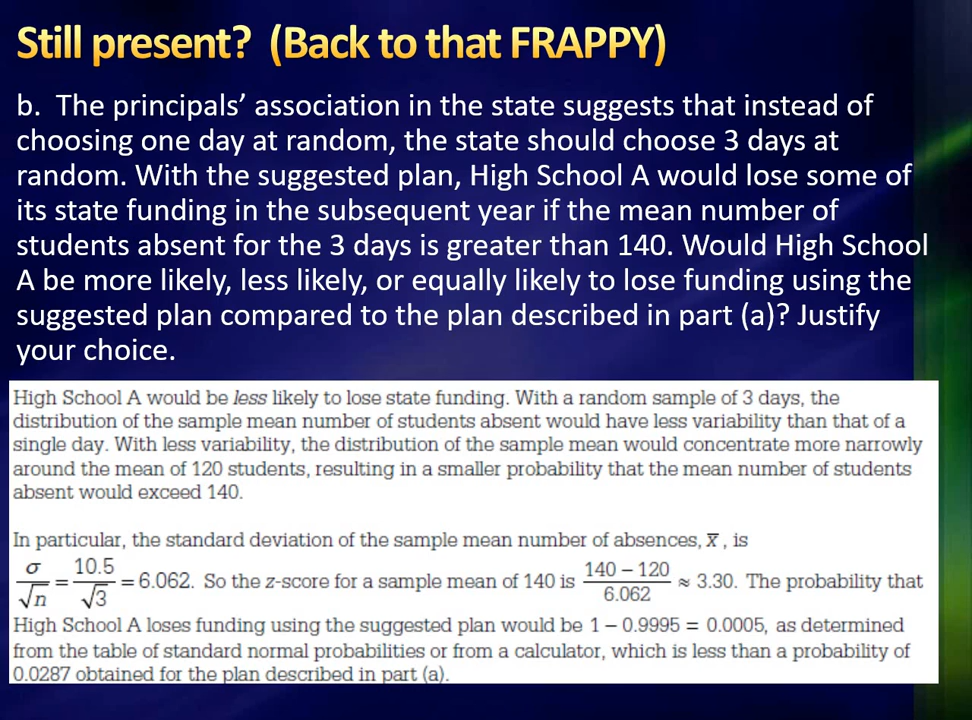 Still present?  (Back to that FRAPPY)
b.  The principals’ association in the state suggests that instead of
choosing one day at random, the state should choose 3 days at
random. With the suggested plan, High School A would lose some of
its state funding in the subsequent year if the mean number of
students absent for the 3 days is greater than 140. Would High School
A be more likely, less likely, or equally likely to lose funding using the
suggested plan compared to the plan described in part (a)? Justify
your choice.
High School A would be less likely to lose state funding. With a random sample of 3 days, the
distribution of the sample mean number of students absent would have less variability than that of a
single day. With less variability, the distribution of the sample mean would concentrate more narrowly
around the mean of 120 students, resulting in a smaller probability that the mean number of students
absent would exceed 140.
In particular, the standard deviation of the sample mean number of absences, x̅ , is
σ/√n = 10.5/√3 = 6.062. So the z-score for a sample mean of 140 is (140 − 120)/6.062 ≈ 3.30. The probability that
High School A loses funding using the suggested plan would be 1 − 0.9995 = 0.0005, as determined
from the table of standard normal probabilities or from a calculator, which is less than a probability of
0.0287 obtained for the plan described in part (a).